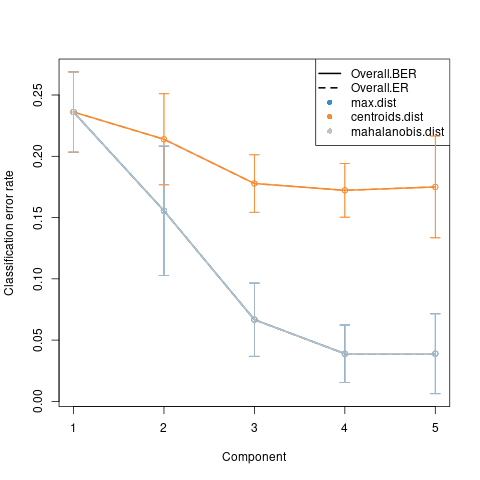 Overall.BER
Overall.ER
max.dist
centroids.dist
mahalanobis.dist
0.25
0.20
0.15
0.10
0.05
0.00
Classification error rate
1 2 3 4 5
Component